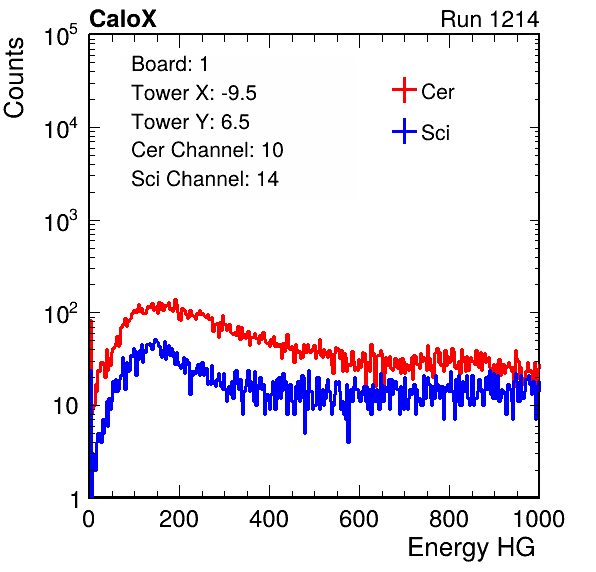 CaloX Run 1214
Counts
10^5
10^4
10^3
10^2
10
1
Board: 1
Tower X: -9.5
Tower Y: 6.5
Cer Channel: 10
Sci Channel: 14
Cer
Sci
0 200 400 600 800 1000
Energy HG